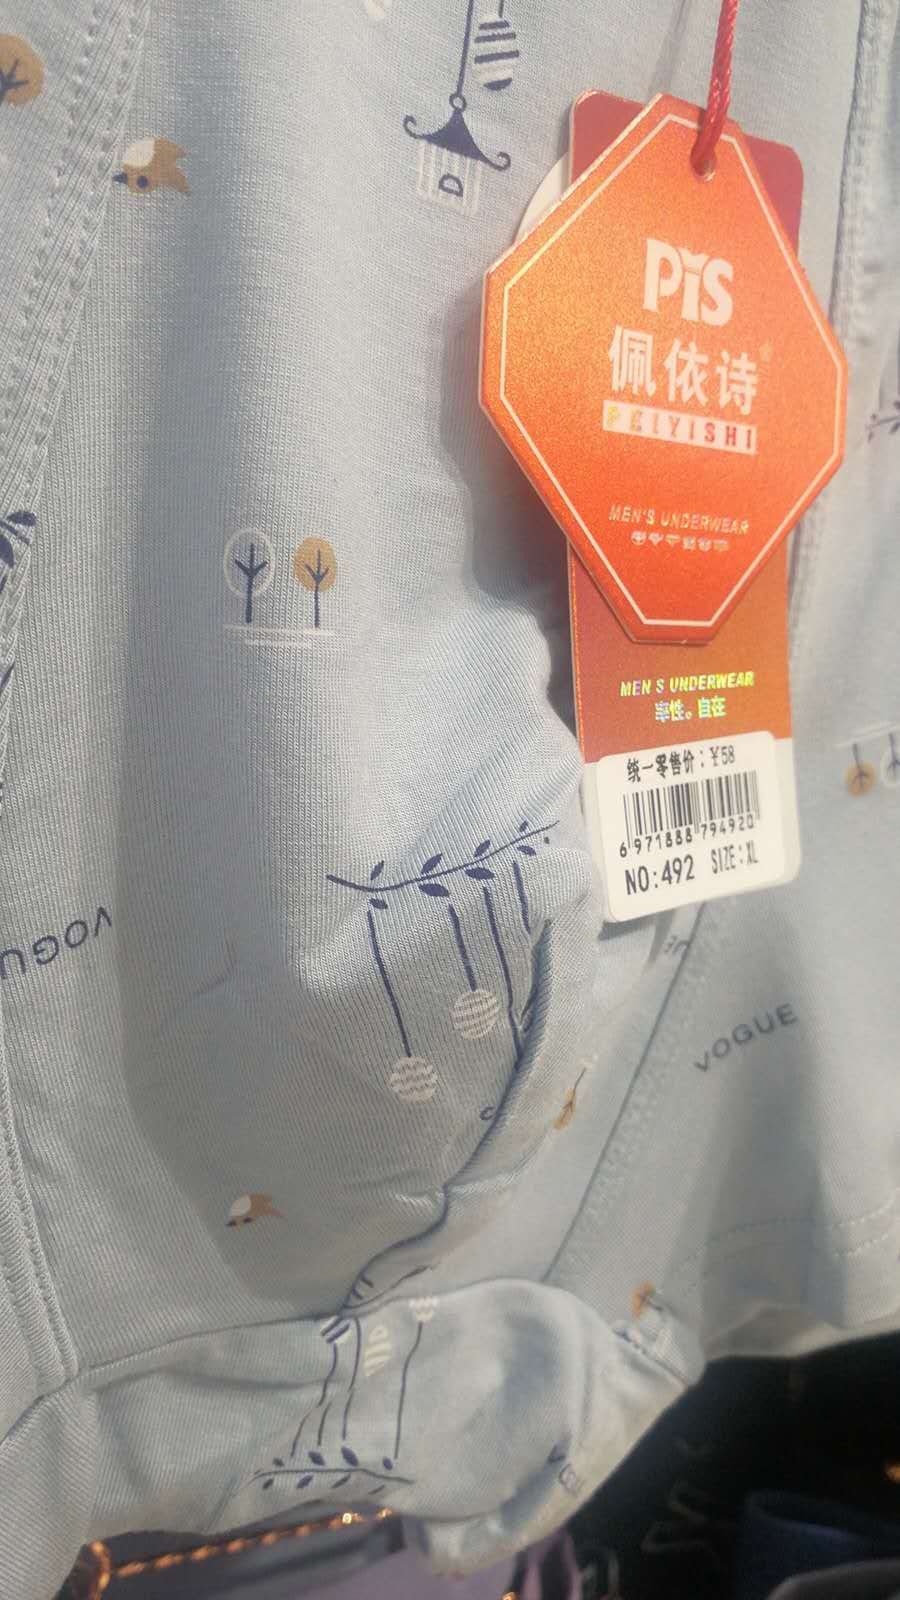 D
PiS
佩依诗
PEIYISHI
MEN'S UNDERWEAR
MEN S UNDERWEAR
率性。自在
统一零售价：¥58
6 971888 794920
NO:492 SIZE:XL
VOGUE
VOGUE